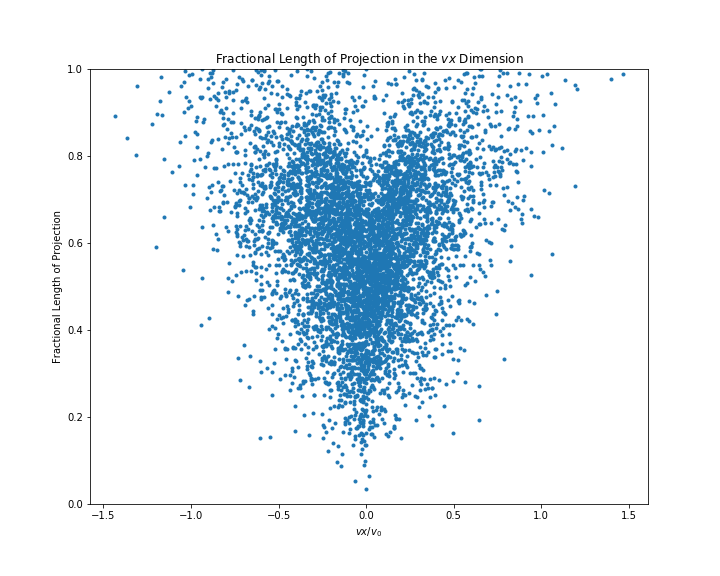 Fractional Length of Projection in the vx Dimension
Fractional Length of Projection
1.0
0.8
0.6
0.4
0.2
0.0
−1.5 −1.0 −0.5 0.0 0.5 1.0 1.5
vx/v₀